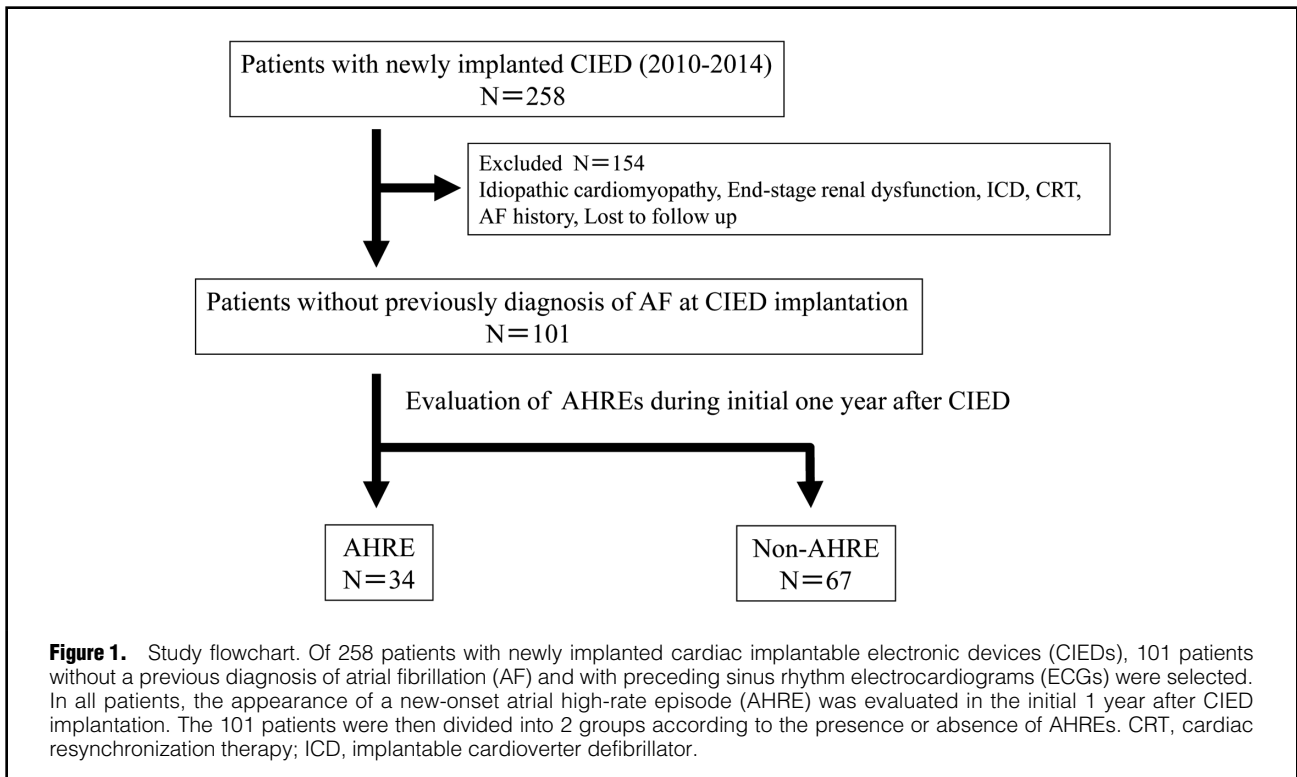 Patients with newly implanted CIED (2010-2014)
N=258
Excluded N=154
Idiopathic cardiomyopathy, End-stage renal dysfunction, ICD, CRT,
AF history, Lost to follow up
Patients without previously diagnosis of AF at CIED implantation
N=101
Evaluation of AHREs during initial one year after CIED
AHRE
N=34
Non-AHRE
N=67
Figure 1. Study flowchart. Of 258 patients with newly implanted cardiac implantable electronic devices (CIEDs), 101 patients
without a previous diagnosis of atrial fibrillation (AF) and with preceding sinus rhythm electrocardiograms (ECGs) were selected.
In all patients, the appearance of a new-onset atrial high-rate episode (AHRE) was evaluated in the initial 1 year after CIED
implantation. The 101 patients were then divided into 2 groups according to the presence or absence of AHREs. CRT, cardiac
resynchronization therapy; ICD, implantable cardioverter defibrillator.